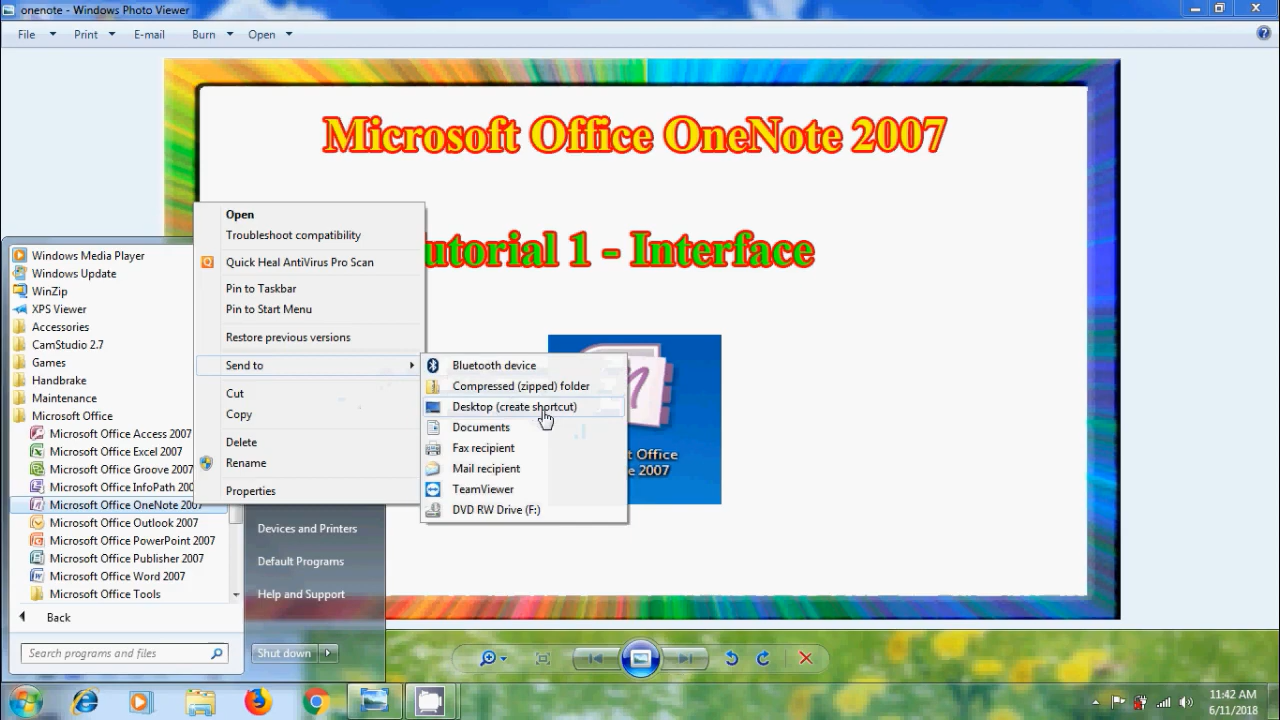 onenote - Windows Photo Viewer
File Print E-mail Burn Open
Microsoft Office OneNote 2007
utorial 1 - Interface
t Office
e 2007
Open
Troubleshoot compatibility
Quick Heal AntiVirus Pro Scan
Pin to Taskbar
Pin to Start Menu
Restore previous versions
Send to
Cut
Copy
Delete
Rename
Properties
Bluetooth device
Compressed (zipped) folder
Desktop (create shortcut)
Documents
Fax recipient
Mail recipient
TeamViewer
DVD RW Drive (F:)
Windows Media Player
Windows Update
WinZip
XPS Viewer
Accessories
CamStudio 2.7
Games
Handbrake
Maintenance
Microsoft Office
Microsoft Office Access 2007
Microsoft Office Excel 2007
Microsoft Office Groove 2007
Microsoft Office InfoPath 200
Microsoft Office OneNote 2007
Microsoft Office Outlook 2007
Microsoft Office PowerPoint 2007
Microsoft Office Publisher 2007
Microsoft Office Word 2007
Microsoft Office Tools
Back
Search programs and files
Devices and Printers
Default Programs
Help and Support
Shut down
11:42 AM
6/11/2018